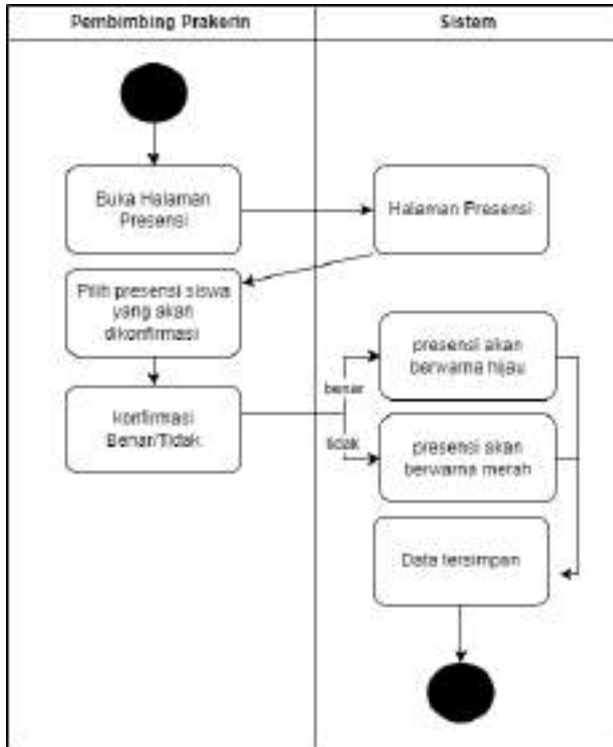 Pembimbing Prakerin
Sistem
Buka Halaman
Presensi
Halaman Presensi
Pilih presensi siswa
yang akan
dikonfirmasi
presensi akan
berwarna hijau
benar
konfirmasi
Benar/Tidak
tidak
presensi akan
berwarna merah
Data tersimpan